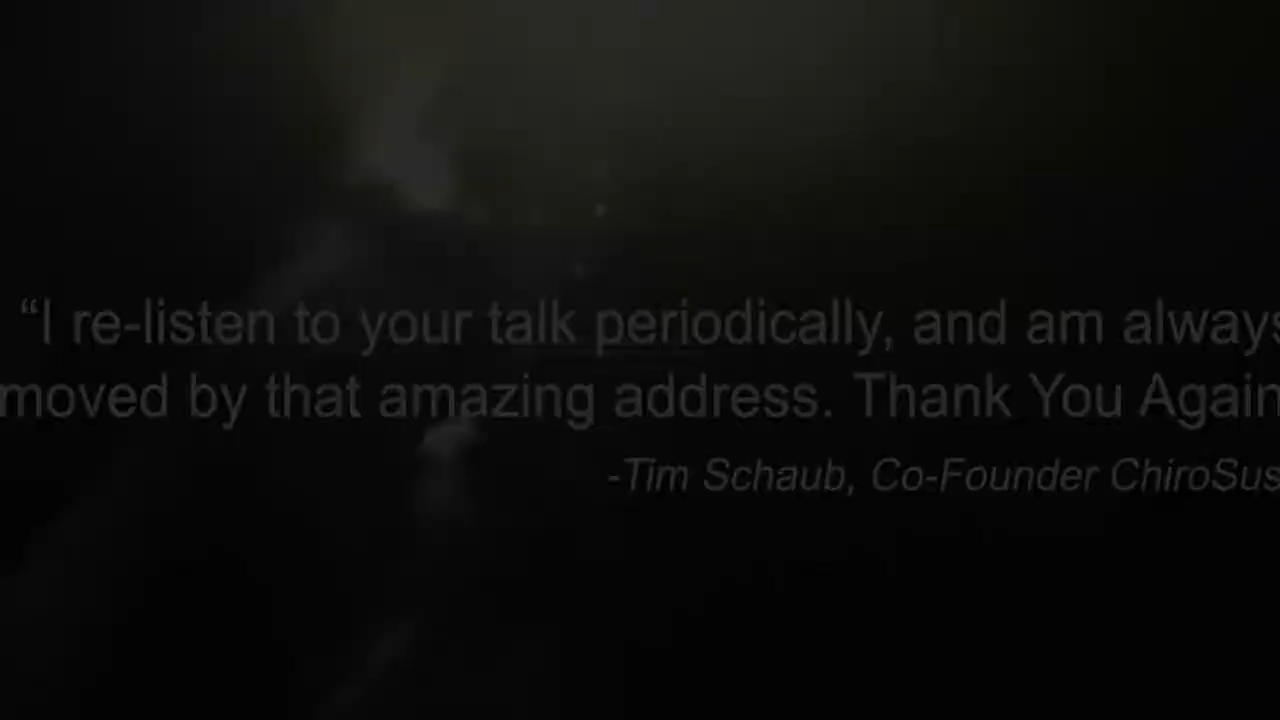 “I re-listen to your talk periodically, and am always
moved by that amazing address. Thank You Again
-Tim Schaub, Co-Founder ChiroSus